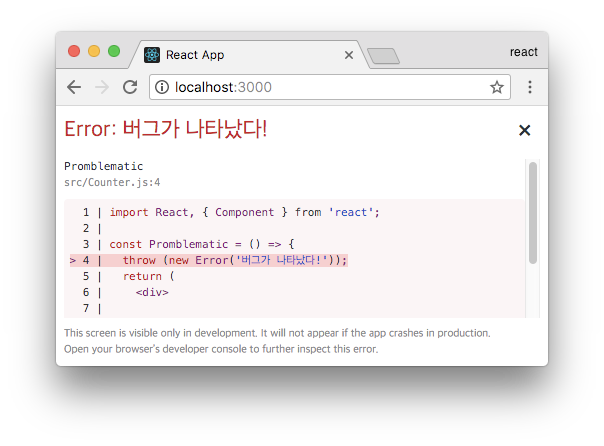 React App
react
localhost:3000
Error: 버그가 나타났다!
Promblematic
src/Counter.js:4
1 | import React, { Component } from 'react';
2 |
3 | const Promblematic = () => {
> 4 |   throw (new Error('버그가 나타났다!'));
5 |   return (
6 |     <div>
7 |
This screen is visible only in development. It will not appear if the app crashes in production.
Open your browser's developer console to further inspect this error.